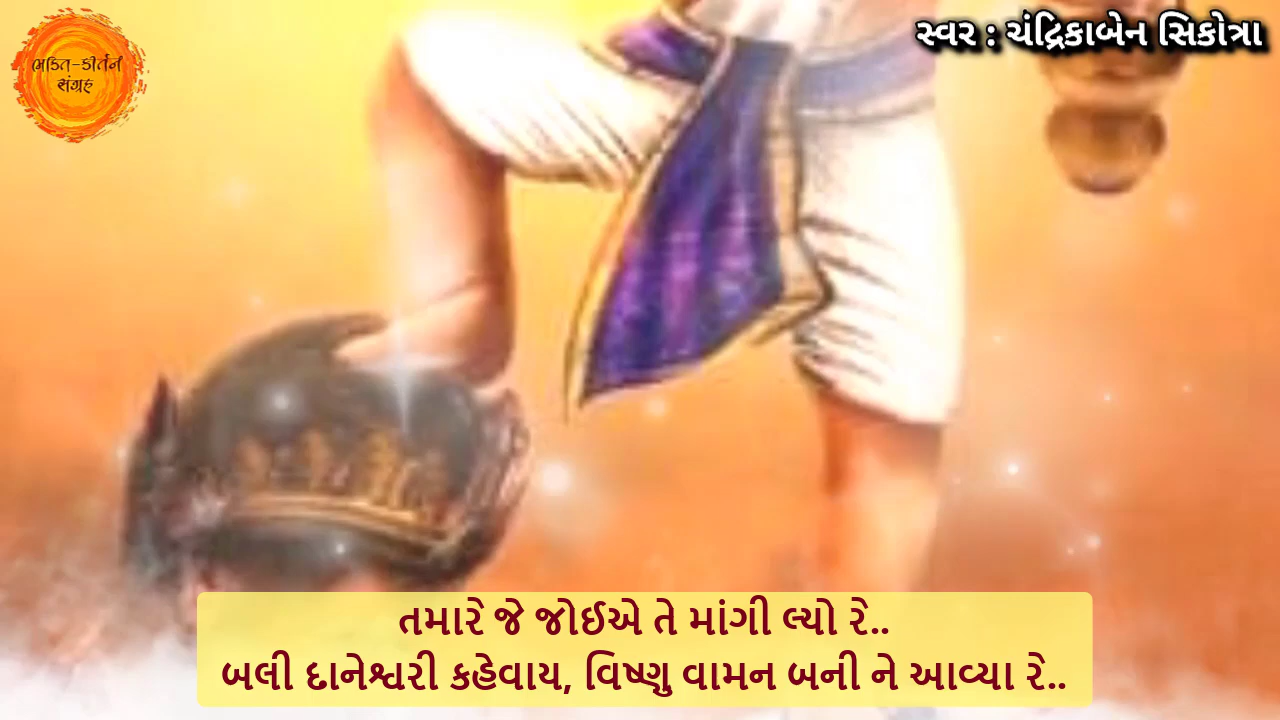 ભક્તિ-કીર્તન
સંગ્રહ
સ્વર : ચંદ્રિકાબેન સિકોત્રા
તમારે જે જોઈએ તે માંગી લ્યો રે..
બલી દાનેશ્વરી કહેવાય, વિષ્ણુ વામન બની ને આવ્યા રે..